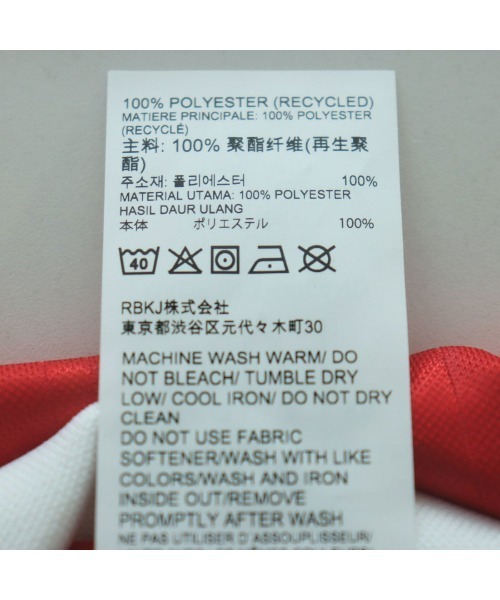 100% POLYESTER (RECYCLED)
MATIERE PRINCIPALE: 100% POLYESTER
(RECYCLÉ)
主料: 100% 聚酯纤维(再生聚
酯)
주소재: 폴리에스터 100%
MATERIAL UTAMA: 100% POLYESTER
HASIL DAUR ULANG
本体 ポリエステル 100%
40
RBKJ株式会社
東京都渋谷区元代々木町30
MACHINE WASH WARM/ DO
NOT BLEACH/ TUMBLE DRY
LOW/ COOL IRON/ DO NOT DRY
CLEAN
DO NOT USE FABRIC
SOFTENER/WASH WITH LIKE
COLORS/WASH AND IRON
INSIDE OUT/REMOVE
PROMPTLY AFTER WASH
NE PAS UTILISER D'ASSOUPLISSEUR/